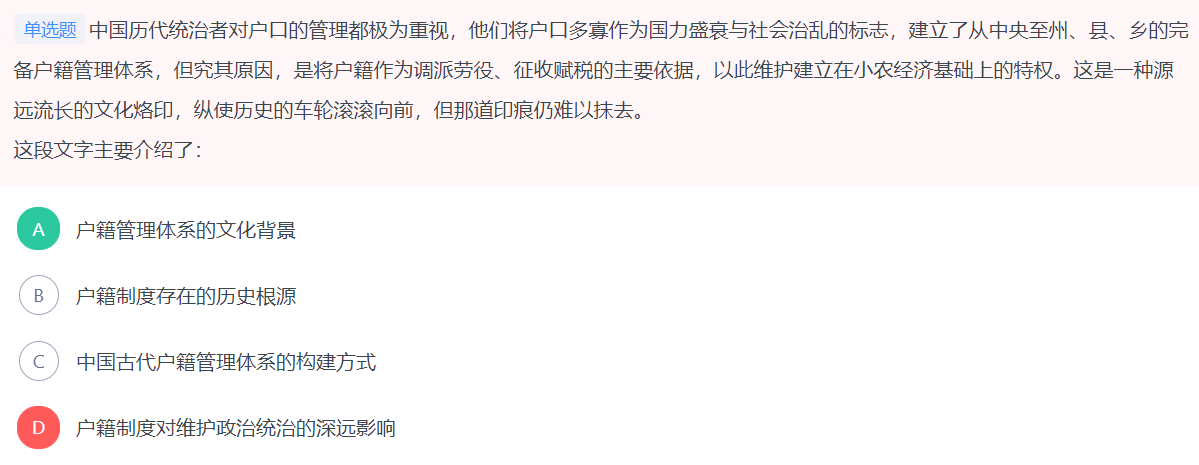 单选题 中国历代统治者对户口的管理都极为重视，他们将户口多寡作为国力盛衰与社会治乱的标志，建立了从中央至州、县、乡的完
备户籍管理体系，但究其原因，是将户籍作为调派劳役、征收赋税的主要依据，以此维护建立在小农经济基础上的特权。这是一种源
远流长的文化烙印，纵使历史的车轮滚滚向前，但那道印痕仍难以抹去。
这段文字主要介绍了：
A 户籍管理体系的文化背景
B 户籍制度存在的历史根源
C 中国古代户籍管理体系的构建方式
D 户籍制度对维护政治统治的深远影响